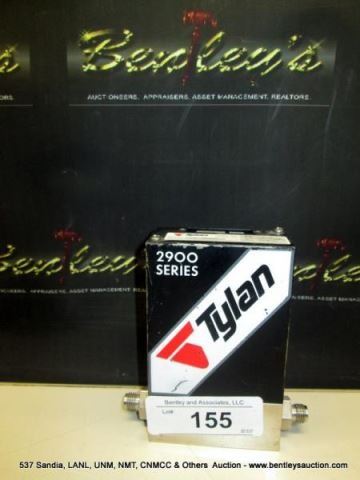 Bentley's
AUCTIONEERS, APPRAISERS, ASSET MANAGEMENT, REALTORS.
TORS.
2900
SERIES
Tylan
Bentley and Associates, LLC
Lot#
155
537 Sandia, LANL, UNM, NMT, CNMCC & Others Auction - www.bentleysauction.com